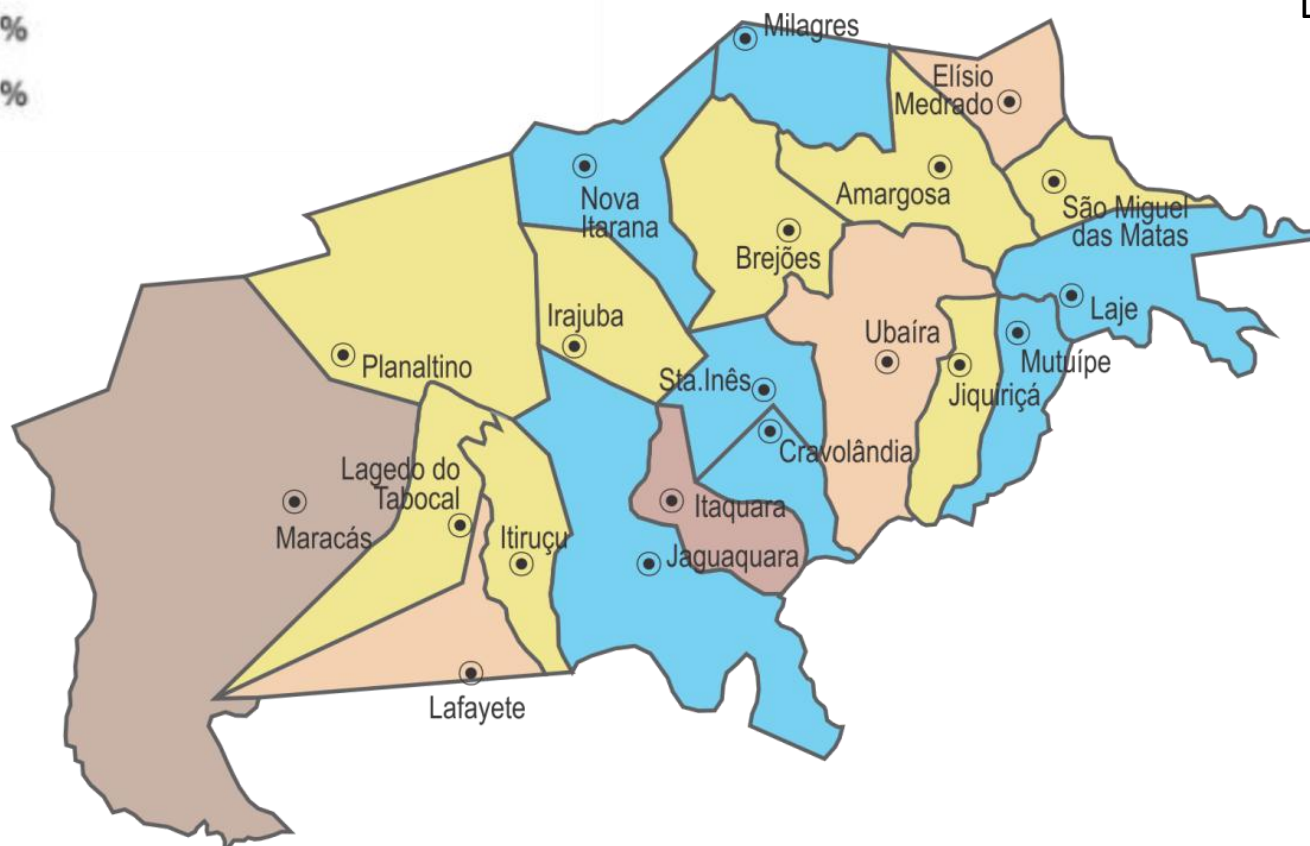 %
%
Milagres
Elísio
Medrado
Nova
Itarana
Amargosa
São Miguel
das Matas
Brejões
Laje
Irajuba
Ubaíra
Mutuípe
Planaltino
Sta.Inês
Jiquiriçá
Cravolândia
Lagedo do
Tabocal
Itaquara
Maracás
Itiruçu
Jaguaquara
Lafayete